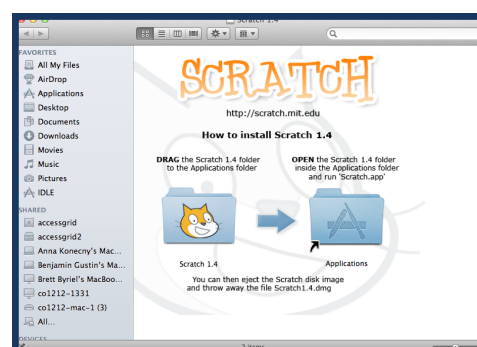 Scratch 1.4
FAVORITES
All My Files
AirDrop
Applications
Desktop
Documents
Downloads
Movies
Music
Pictures
IDLE
SHARED
accessgrid
accessgrid2
Anna Konecny's Mac...
Benjamin Gustin's Ma...
Brett Byriel's MacBoo...
co1212-1331
co1212-mac-1 (3)
All...
DEVICES
SCRATCH
http://scratch.mit.edu
How to install Scratch 1.4
DRAG the Scratch 1.4 folder
to the Applications folder
OPEN the Scratch 1.4 folder
inside the Applications folder
and run 'Scratch.app'
Scratch 1.4
Applications
You can then eject the Scratch disk image
and throw away the file Scratch1.4.dmg
2 items